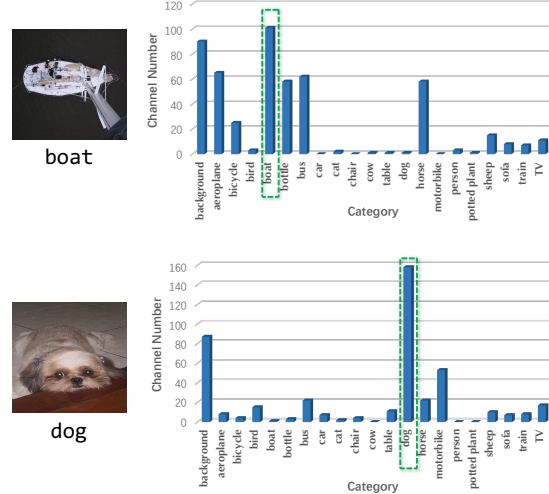 120
100
80
60
40
20
0
Channel Number
background
aeroplane
bicycle
bird
boat
bottle
bus
car
cat
chair
cow
table
dog
horse
motorbike
person
potted plant
sheep
sofa
train
TV
Category
boat
160
140
120
100
80
60
40
20
0
Channel Number
background
aeroplane
bicycle
bird
boat
bottle
bus
car
cat
chair
cow
table
dog
horse
motorbike
person
potted plant
sheep
sofa
train
TV
Category
dog